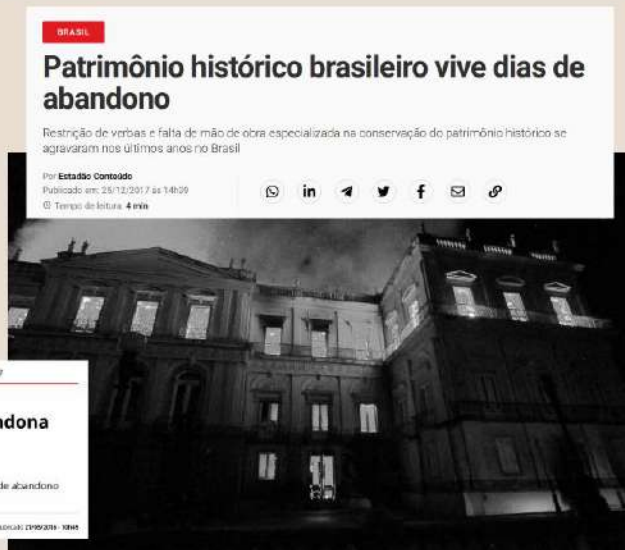 BRASIL
Patrimônio histórico brasileiro vive dias de
abandono
Restrição de verbas e falta de mão de obra especializada na conservação do patrimônio histórico se
agravaram nos últimos anos no Brasil
Por Estadão Conteúdo
Publicado em: 25/12/2017 às 14h09
Tempo de leitura: 4 min
dona
de abandono